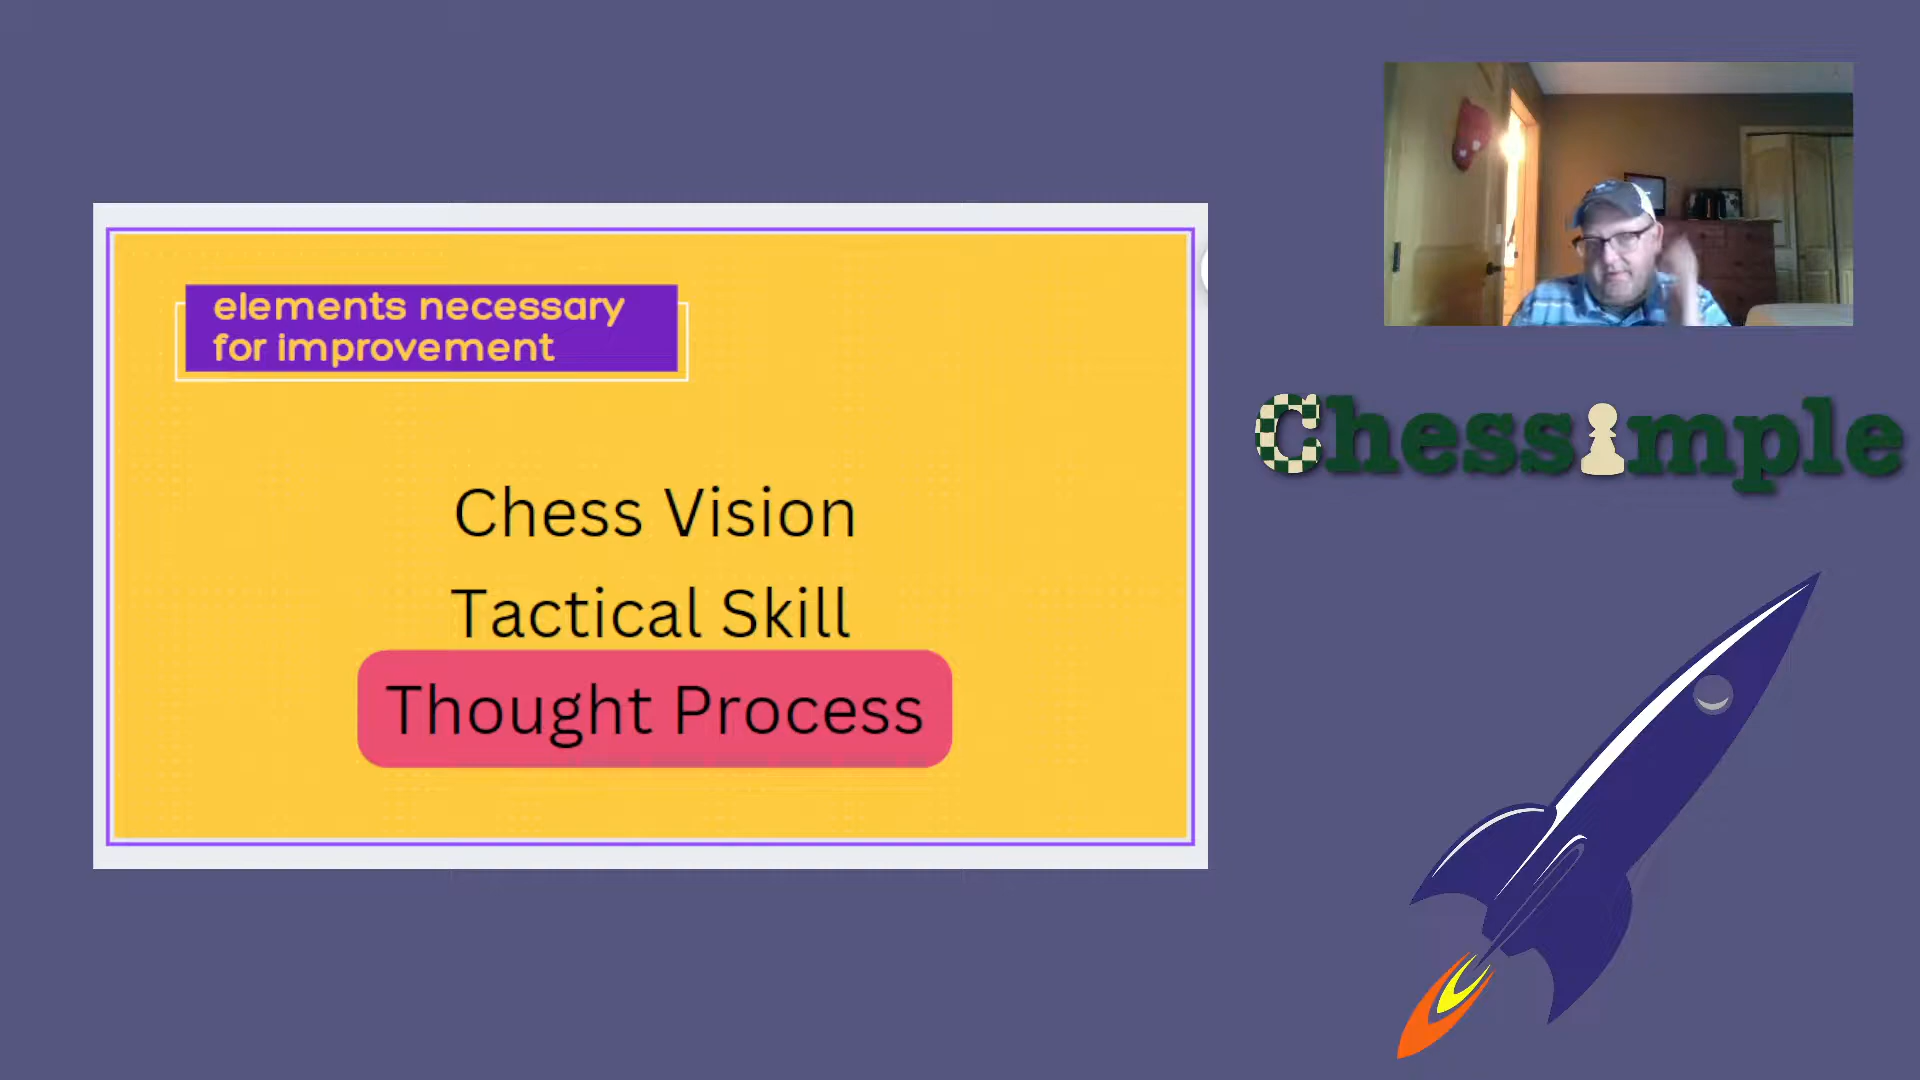 elements necessary
for improvement
Chess Vision
Tactical Skill
Thought Process
Chessimple